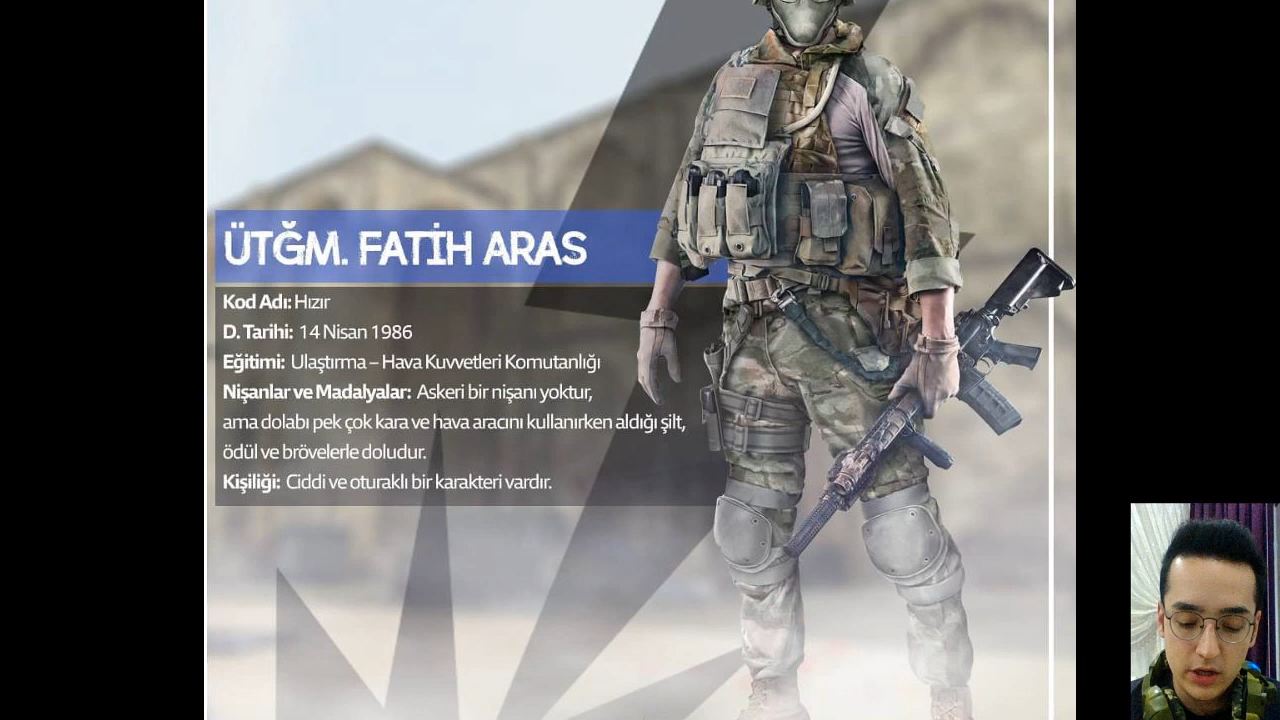 ÜTĞM. FATİH ARAS
Kod Adı: Hızır
D. Tarihi: 14 Nisan 1986
Eğitimi: Ulaştırma – Hava Kuvvetleri Komutanlığı
Nişanlar ve Madalyalar: Askeri bir nişanı yoktur,
ama dolabı pek çok kara ve hava aracını kullanırken aldığı şilt,
ödül ve brövelerle doludur.
Kişiliği: Ciddi ve oturaklı bir karakteri vardır.